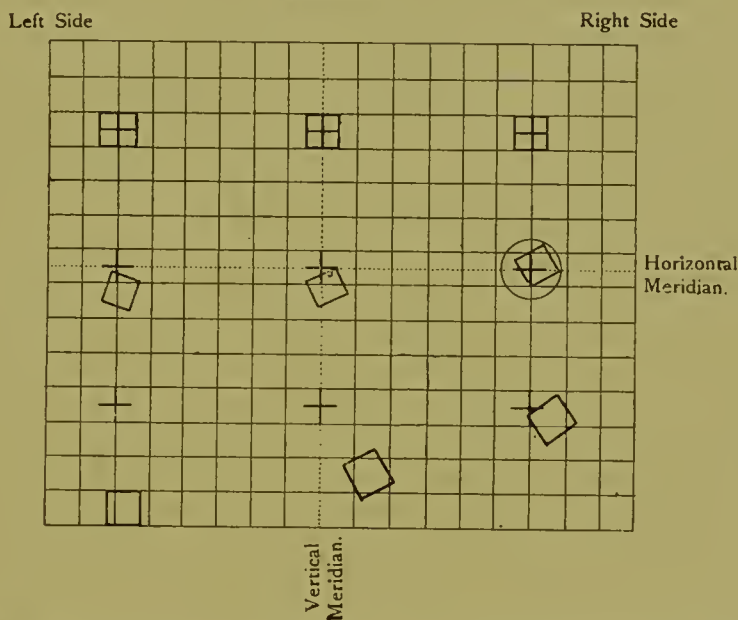 Left Side
Right Side
Horizontal
Meridian.
Vertical
Meridian.